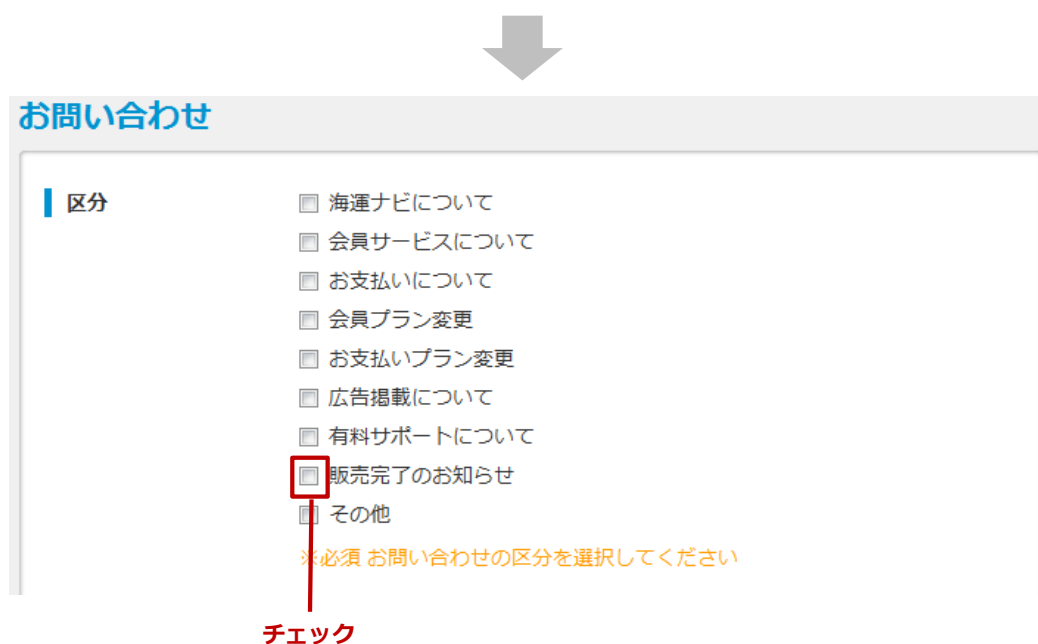 お問い合わせ
区分
海運ナビについて
会員サービスについて
お支払いについて
会員プラン変更
お支払いプラン変更
広告掲載について
有料サポートについて
販売完了のお知らせ
その他
※必須 お問い合わせの区分を選択してください
チェック